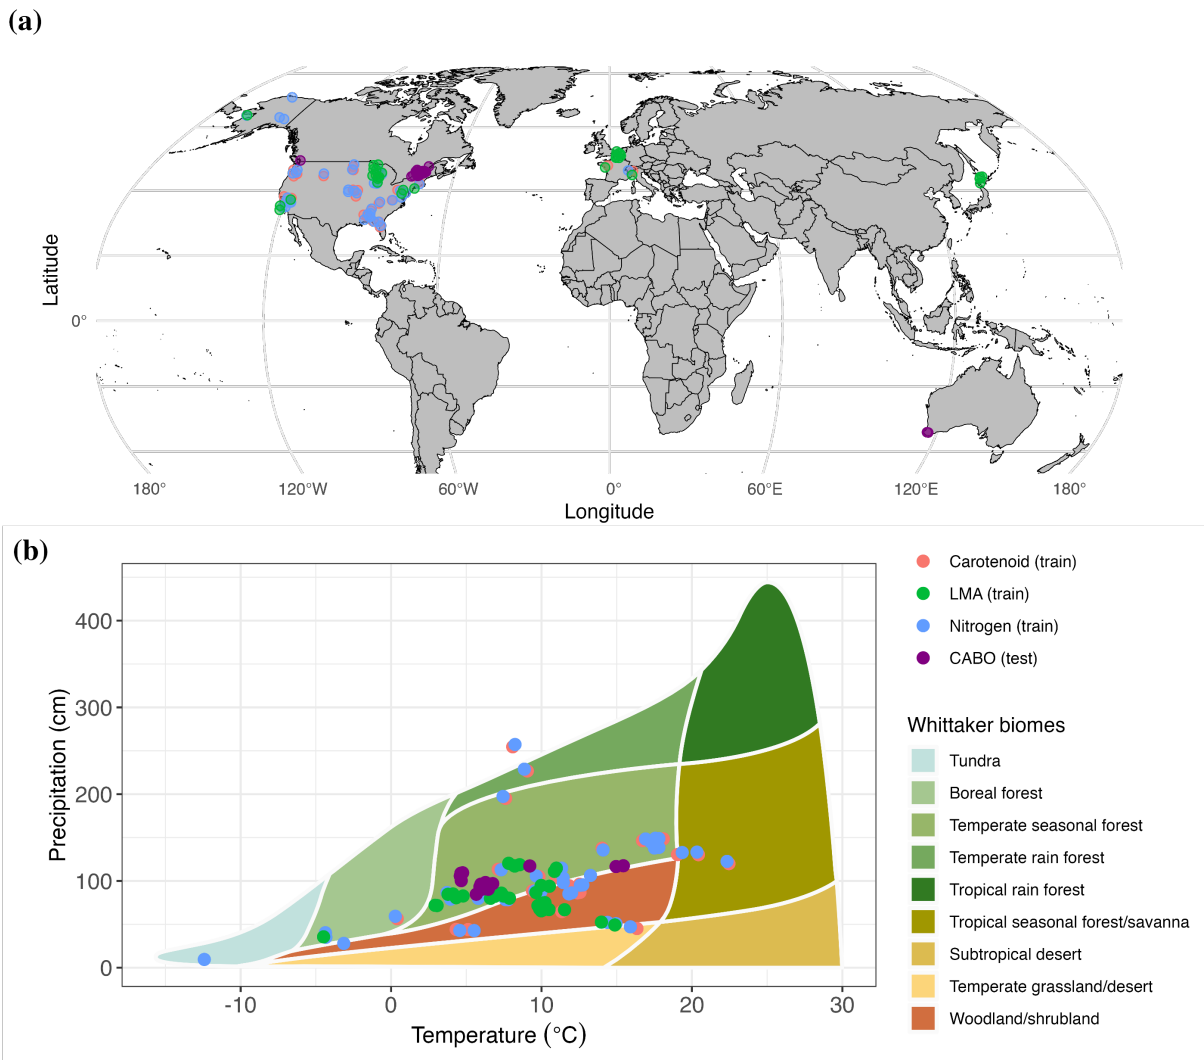 (a)
Latitude
0°
180°
120°W
60°W
0°
60°E
120°E
180°
Longitude
(b)
Precipitation (cm)
400
300
200
100
0
-10
0
10
20
30
Temperature (°C)
Carotenoid (train)
LMA (train)
Nitrogen (train)
CABO (test)
Whittaker biomes
Tundra
Boreal forest
Temperate seasonal forest
Temperate rain forest
Tropical rain forest
Tropical seasonal forest/savanna
Subtropical desert
Temperate grassland/desert
Woodland/shrubland